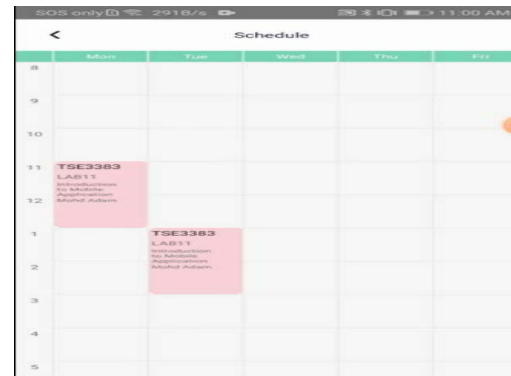 SOS only 291B/s 11:00 AM
Schedule
Mon Tue Wed Thu Fri
8
9
10
11
12
1
2
3
4
5
TSE3383
LAB11
Introduction
to Mobile
Application
Mohd Adam
TSE3383
LAB11
Introduction
to Mobile
Application
Mohd Adam